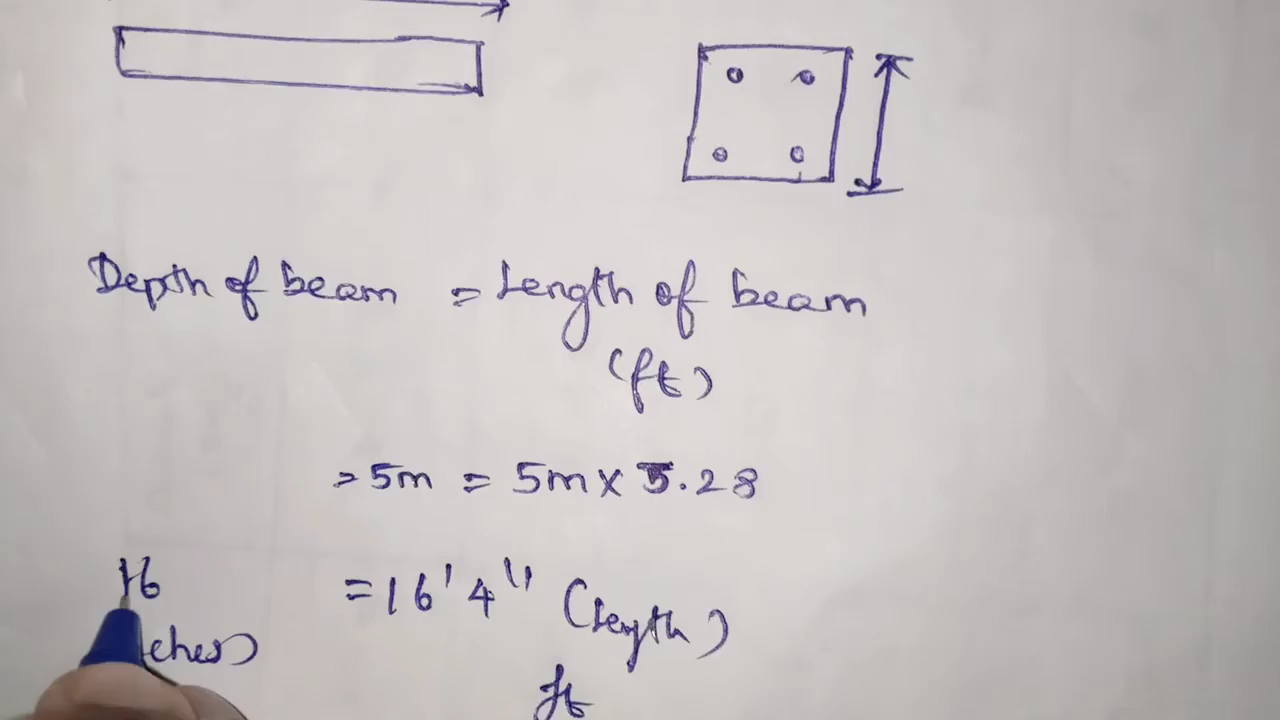 Depth of beam = Length of beam
(ft)
= 5m = 5m x 3.28
16 = 16'4" (Length)
ft